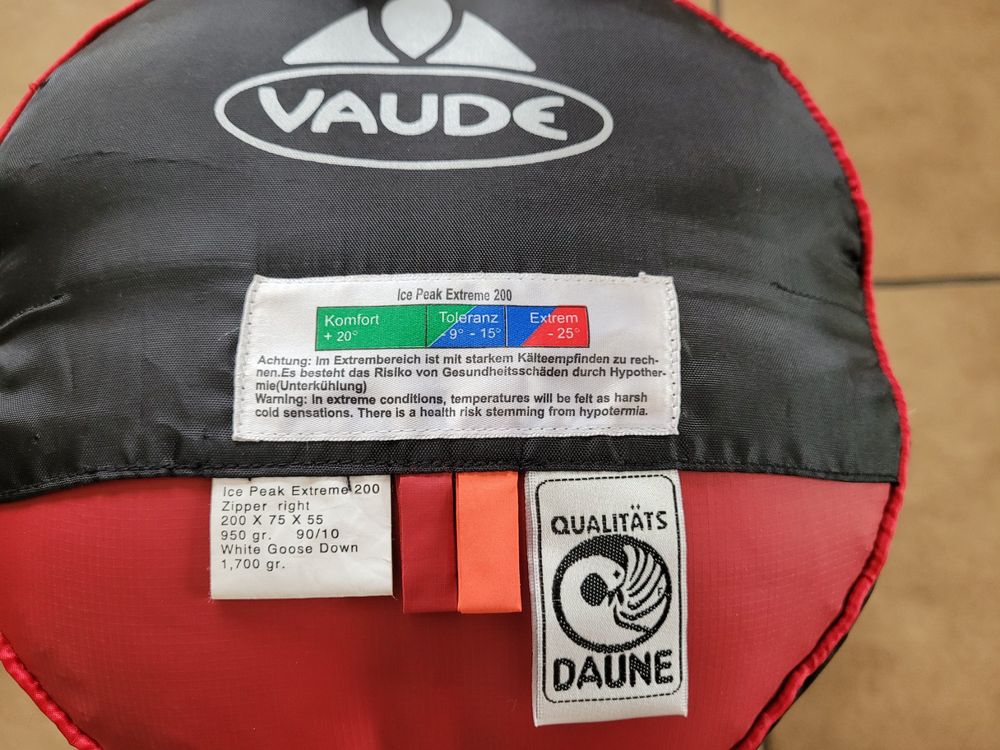 VAUDE
Ice Peak Extreme 200
Komfort
+ 20°
Toleranz
- 9° - 15°
Extrem
- 25°
Achtung: Im Extrembereich ist mit starkem Kälteempfinden zu rech-
nen.Es besteht das Risiko von Gesundheitsschäden durch Hypother-
mie(Unterkühlung)
Warning: In extreme conditions, temperatures will be felt as harsh
cold sensations. There is a health risk stemming from hypotermia.
Ice Peak Extreme 200
Zipper right
200 X 75 X 55
950 gr. 90/10
White Goose Down
1,700 gr.
QUALITÄTS
DAUNE